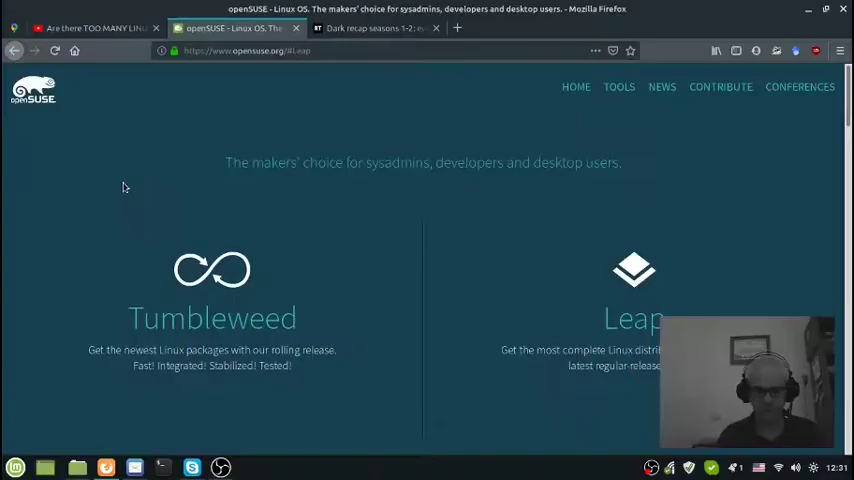 openSUSE - Linux OS. The makers' choice for sysadmins, developers and desktop users. - Mozilla Firefox
Are there TOO MANY LINU
openSUSE - Linux OS. The
RT
Dark recap seasons 1-2: ev
https://www.opensuse.org/#Leap
openSUSE
HOME TOOLS NEWS CONTRIBUTE CONFERENCES
The makers' choice for sysadmins, developers and desktop users.
Tumbleweed
Get the newest Linux packages with our rolling release.
Fast! Integrated! Stabilized! Tested!
Leap
Get the most complete Linux distri
latest regular-release
1
12:31